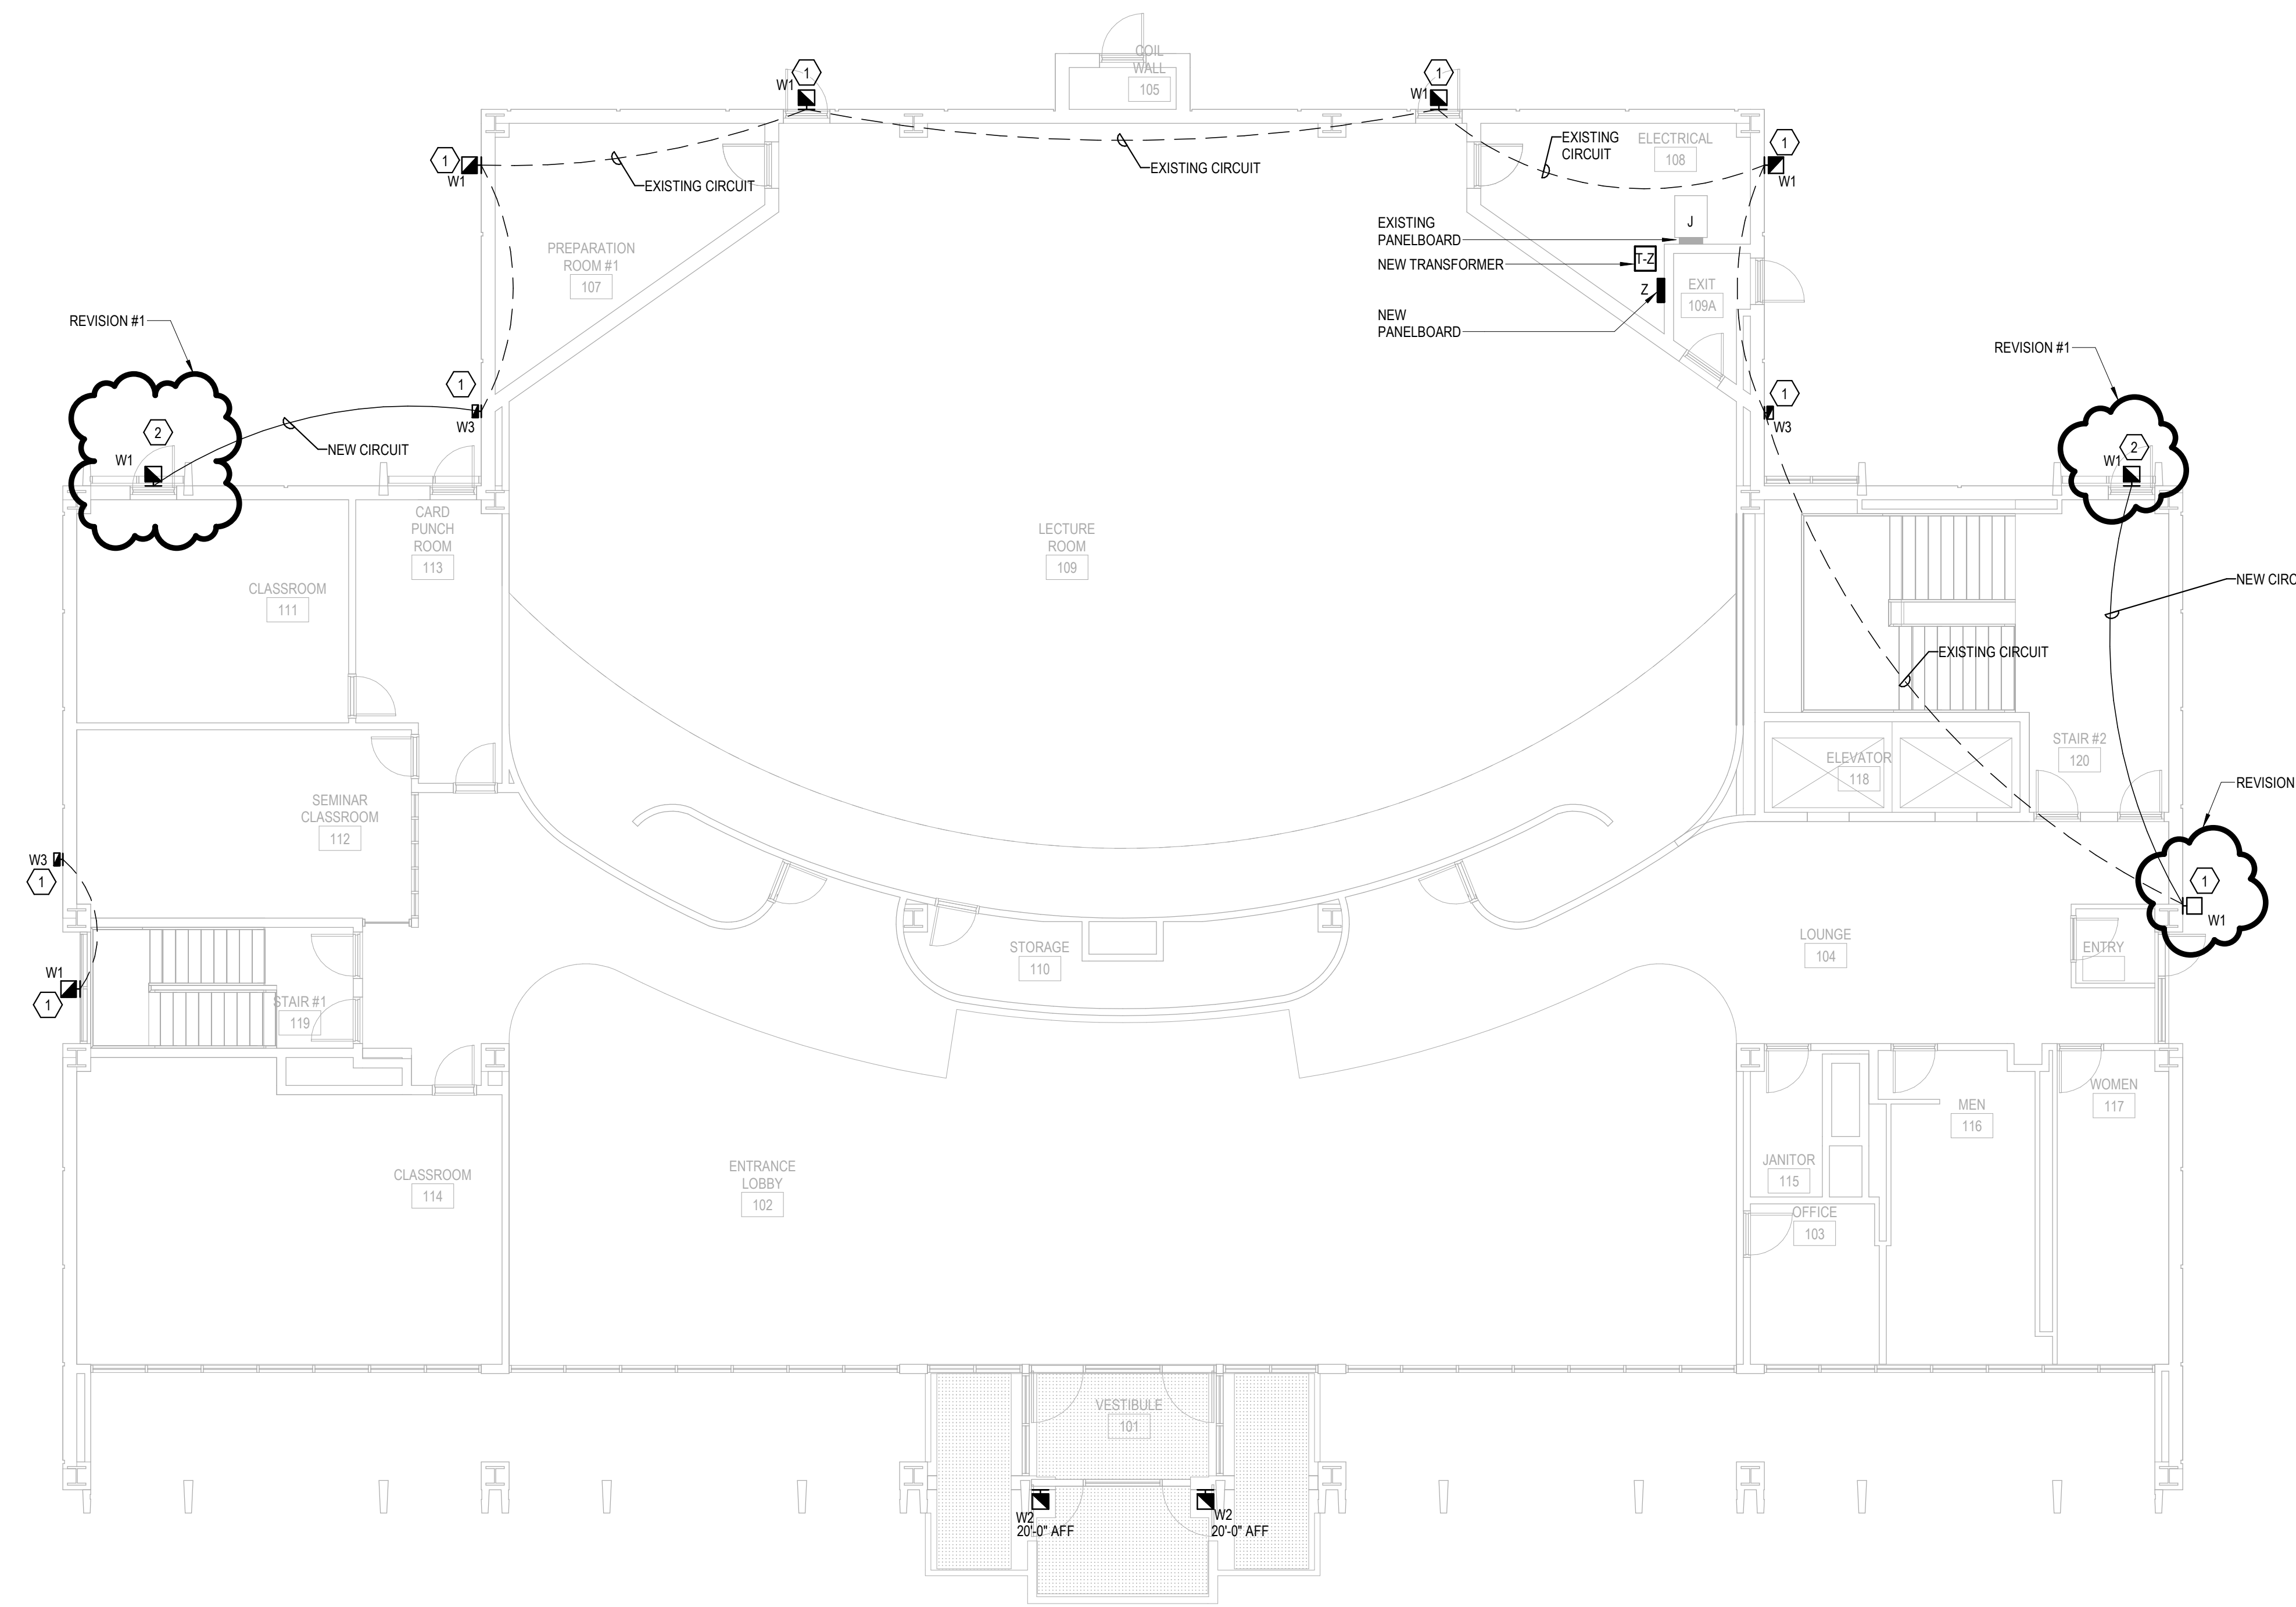 COIL
WALL
105
1
W1
1
W1
1
W1
EXISTING CIRCUIT
EXISTING CIRCUIT
EXISTING
CIRCUIT
ELECTRICAL
108
1
W1
PREPARATION
ROOM #1
107
EXISTING
PANELBOARD
J
NEW TRANSFORMER
T-Z
Z
NEW
PANELBOARD
EXIT
109A
REVISION #1
REVISION #1
1
W3
1
W3
2
W1
NEW CIRCUIT
2
W1
CARD
PUNCH
ROOM
113
LECTURE
ROOM
109
CLASSROOM
111
NEW CIRC
EXISTING CIRCUIT
STAIR #2
120
ELEVATOR
118
REVISION
SEMINAR
CLASSROOM
112
W3
1
1
W1
LOUNGE
104
ENTRY
STORAGE
110
W1
1
STAIR #1
119
WOMEN
117
MEN
116
JANITOR
115
OFFICE
103
CLASSROOM
114
ENTRANCE
LOBBY
102
VESTIBULE
101
W2
20'-0" AFF
W2
20'-0" AFF